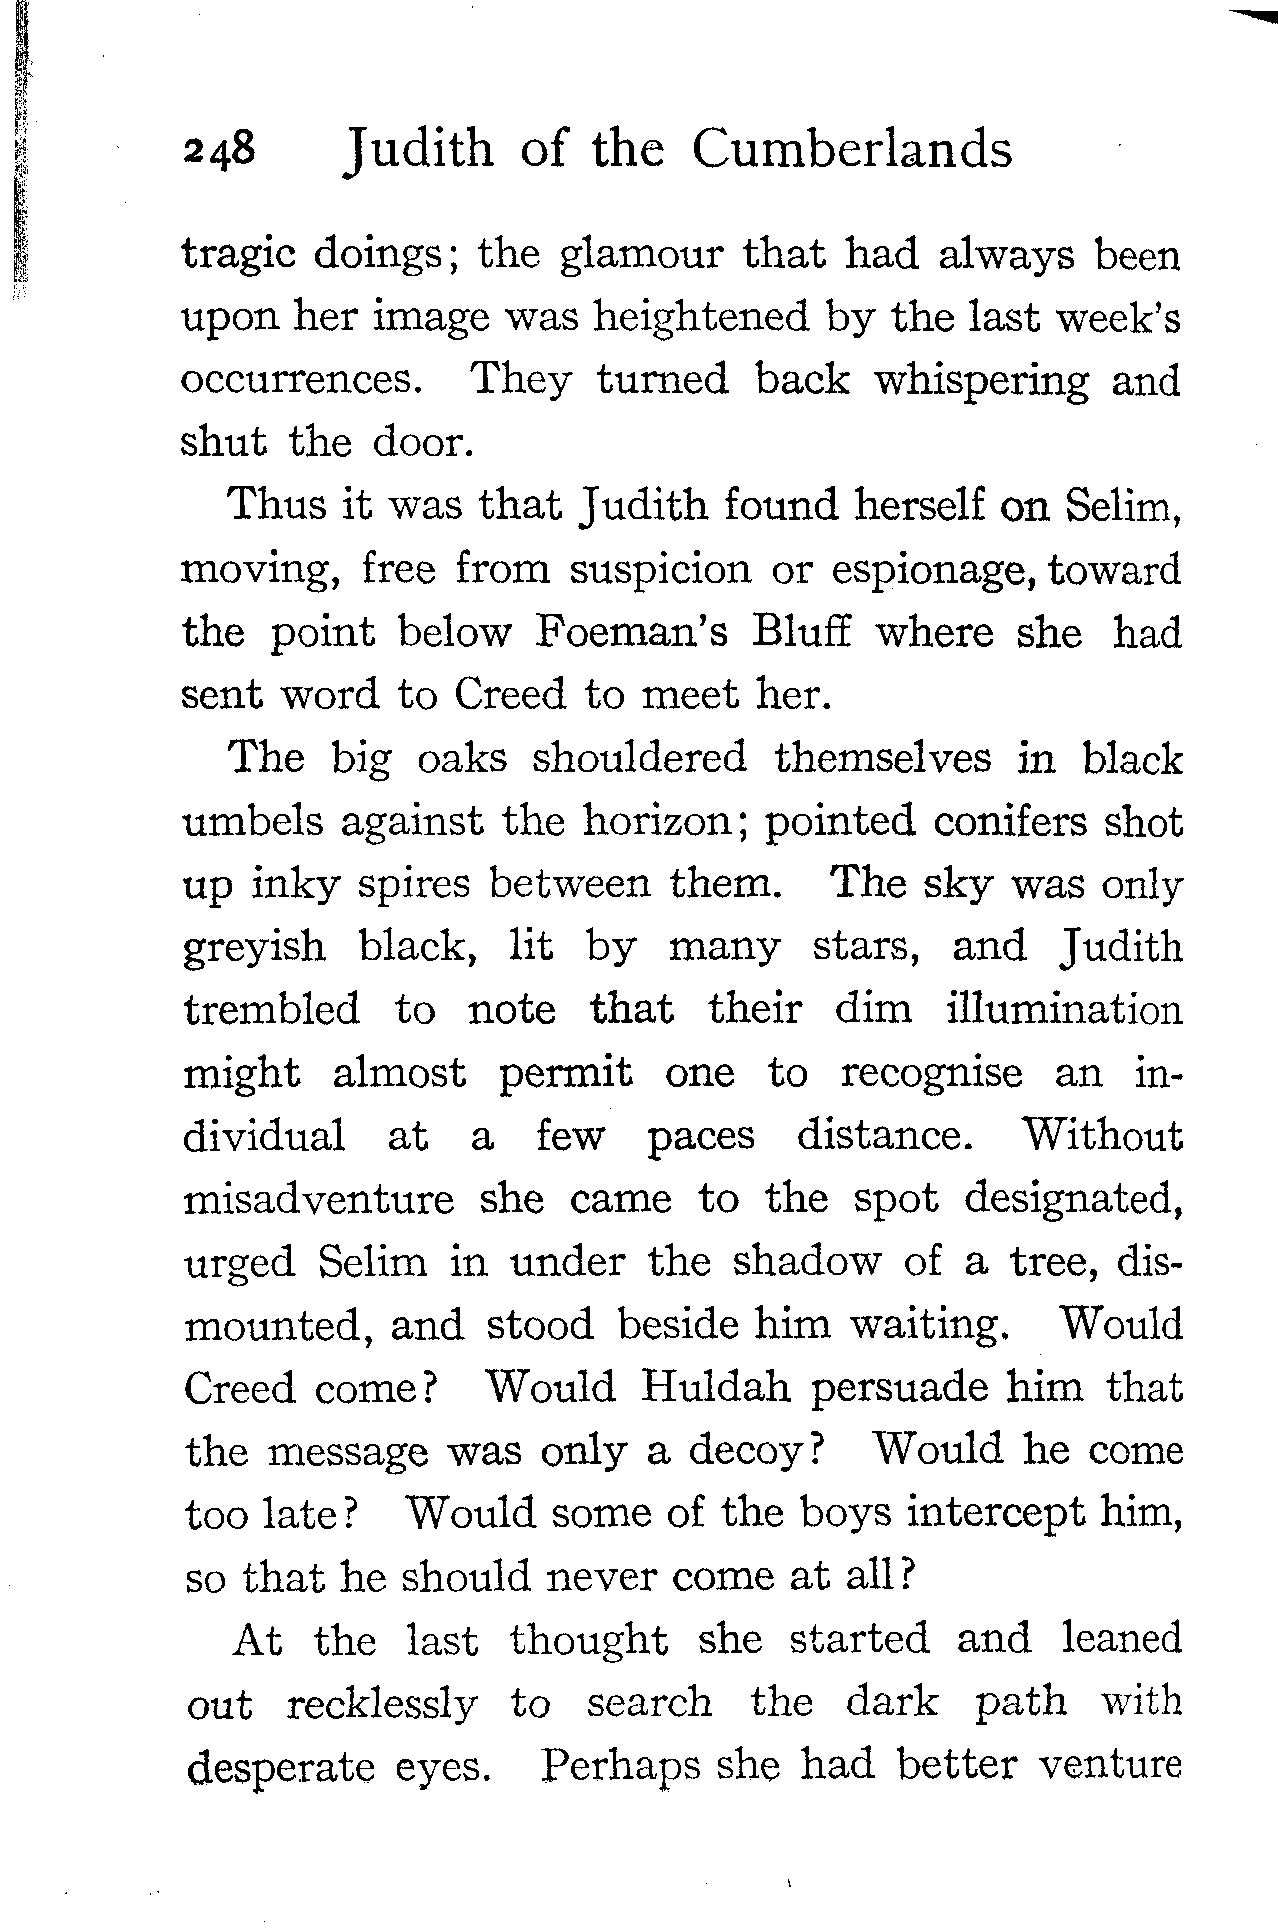 248 Judith of the Cumberlands
tragic doings; the glamour that had always been
upon her image was heightened by the last week's
occurrences. They turned back whispering and
shut the door.
Thus it was that Judith found herself on Selim,
moving, free from suspicion or espionage, toward
the point below Foeman's Bluff where she had
sent word to Creed to meet her.
The big oaks shouldered themselves in black
umbels against the horizon; pointed conifers shot
up inky spires between them. The sky was only
greyish black, lit by many stars, and Judith
trembled to note that their dim illumination
might almost permit one to recognise an in-
dividual at a few paces distance. Without
misadventure she came to the spot designated,
urged Selim in under the shadow of a tree, dis-
mounted, and stood beside him waiting. Would
Creed come? Would Huldah persuade him that
the message was only a decoy? Would he come
too late? Would some of the boys intercept him,
so that he should never come at all?
At the last thought she started and leaned
out recklessly to search the dark path with
desperate eyes. Perhaps she had better venture